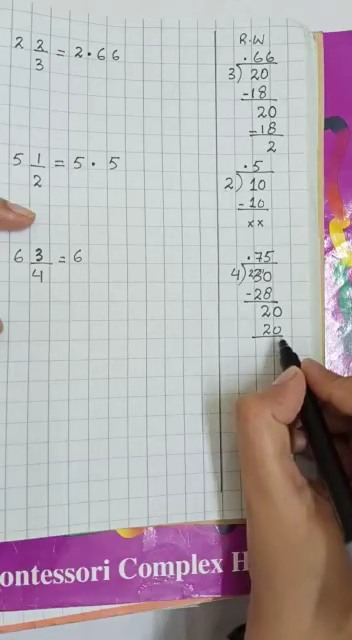 2 2/3 = 2.66
5 1/2 = 5.5
6 3/4 = 6
R.W
.66
3)20
-18
20
=18
2
.5
2)10
-10
xx
.75
4)30
-28
20
20
ontessori Complex H